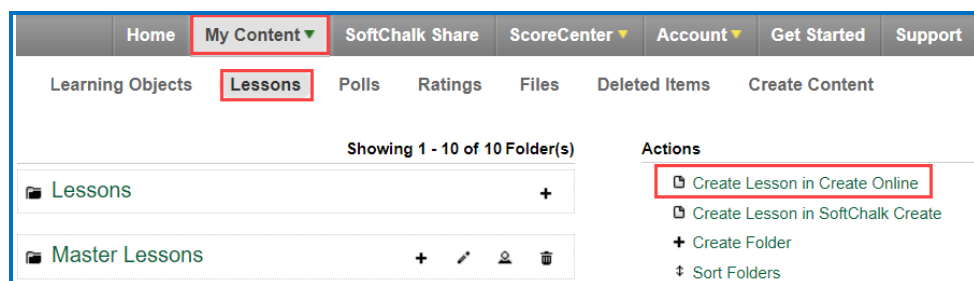 Home My Content SoftChalk Share ScoreCenter Account Get Started Support
Learning Objects Lessons Polls Ratings Files Deleted Items Create Content
Showing 1 - 10 of 10 Folder(s)
Lessons
Master Lessons
Actions
Create Lesson in Create Online
Create Lesson in SoftChalk Create
Create Folder
Sort Folders